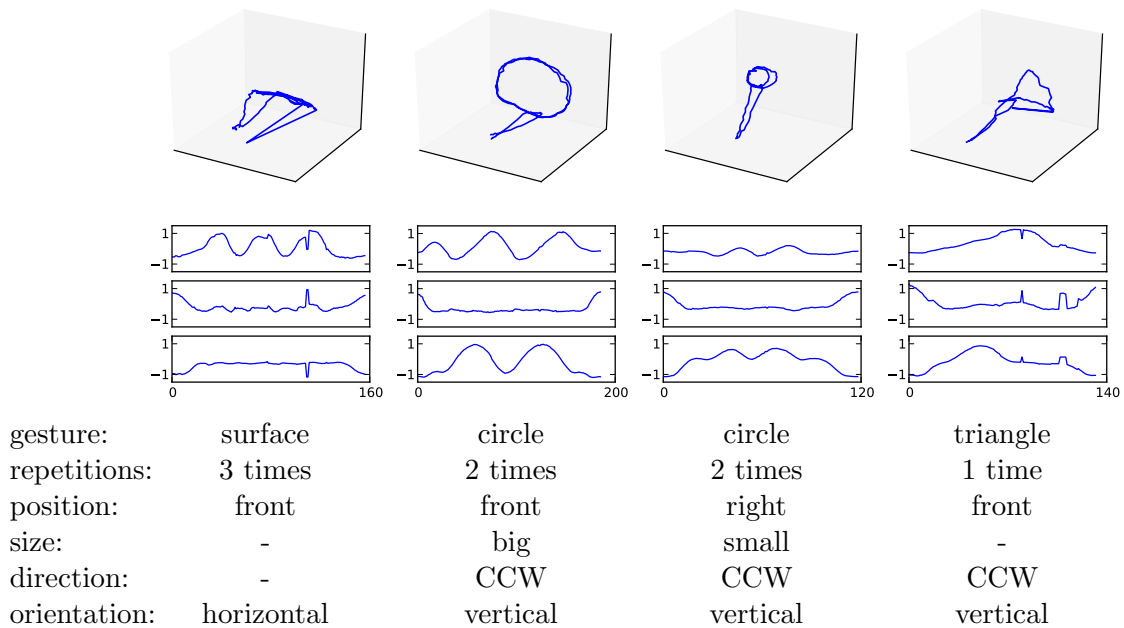 1 1 1 1
−1 −1 −1 −1
1 1 1 1
−1 −1 −1 −1
1 1 1 1
−1 −1 −1 −1
0 160 0 200 0 120 0 140
gesture: surface circle circle triangle
repetitions: 3 times 2 times 2 times 1 time
position: front front right front
size: - big small -
direction: - CCW CCW CCW
orientation: horizontal vertical vertical vertical